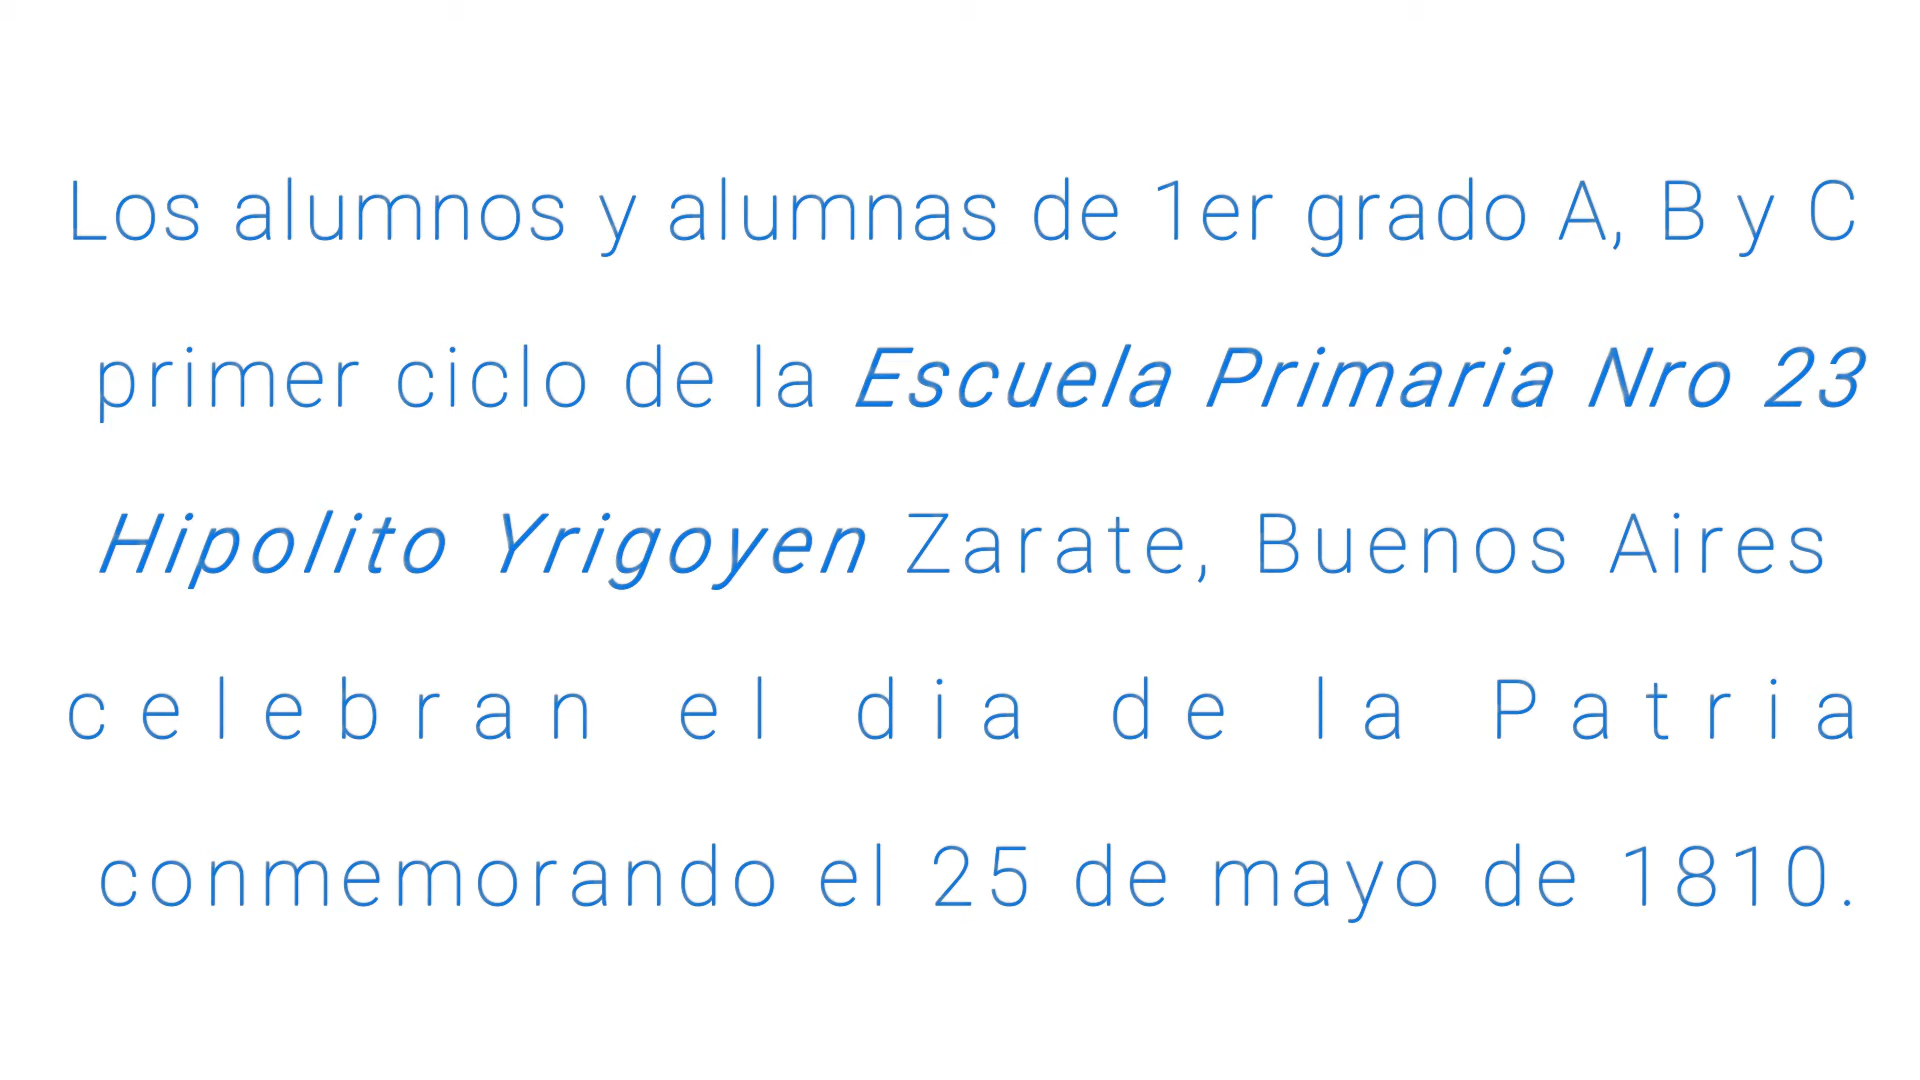 Los alumnos y alumnas de 1er grado A, B y C
primer ciclo de la Escuela Primaria Nro 23
Hipolito Yrigoyen Zarate, Buenos Aires
celebran el dia de la Patria
conmemorando el 25 de mayo de 1810.